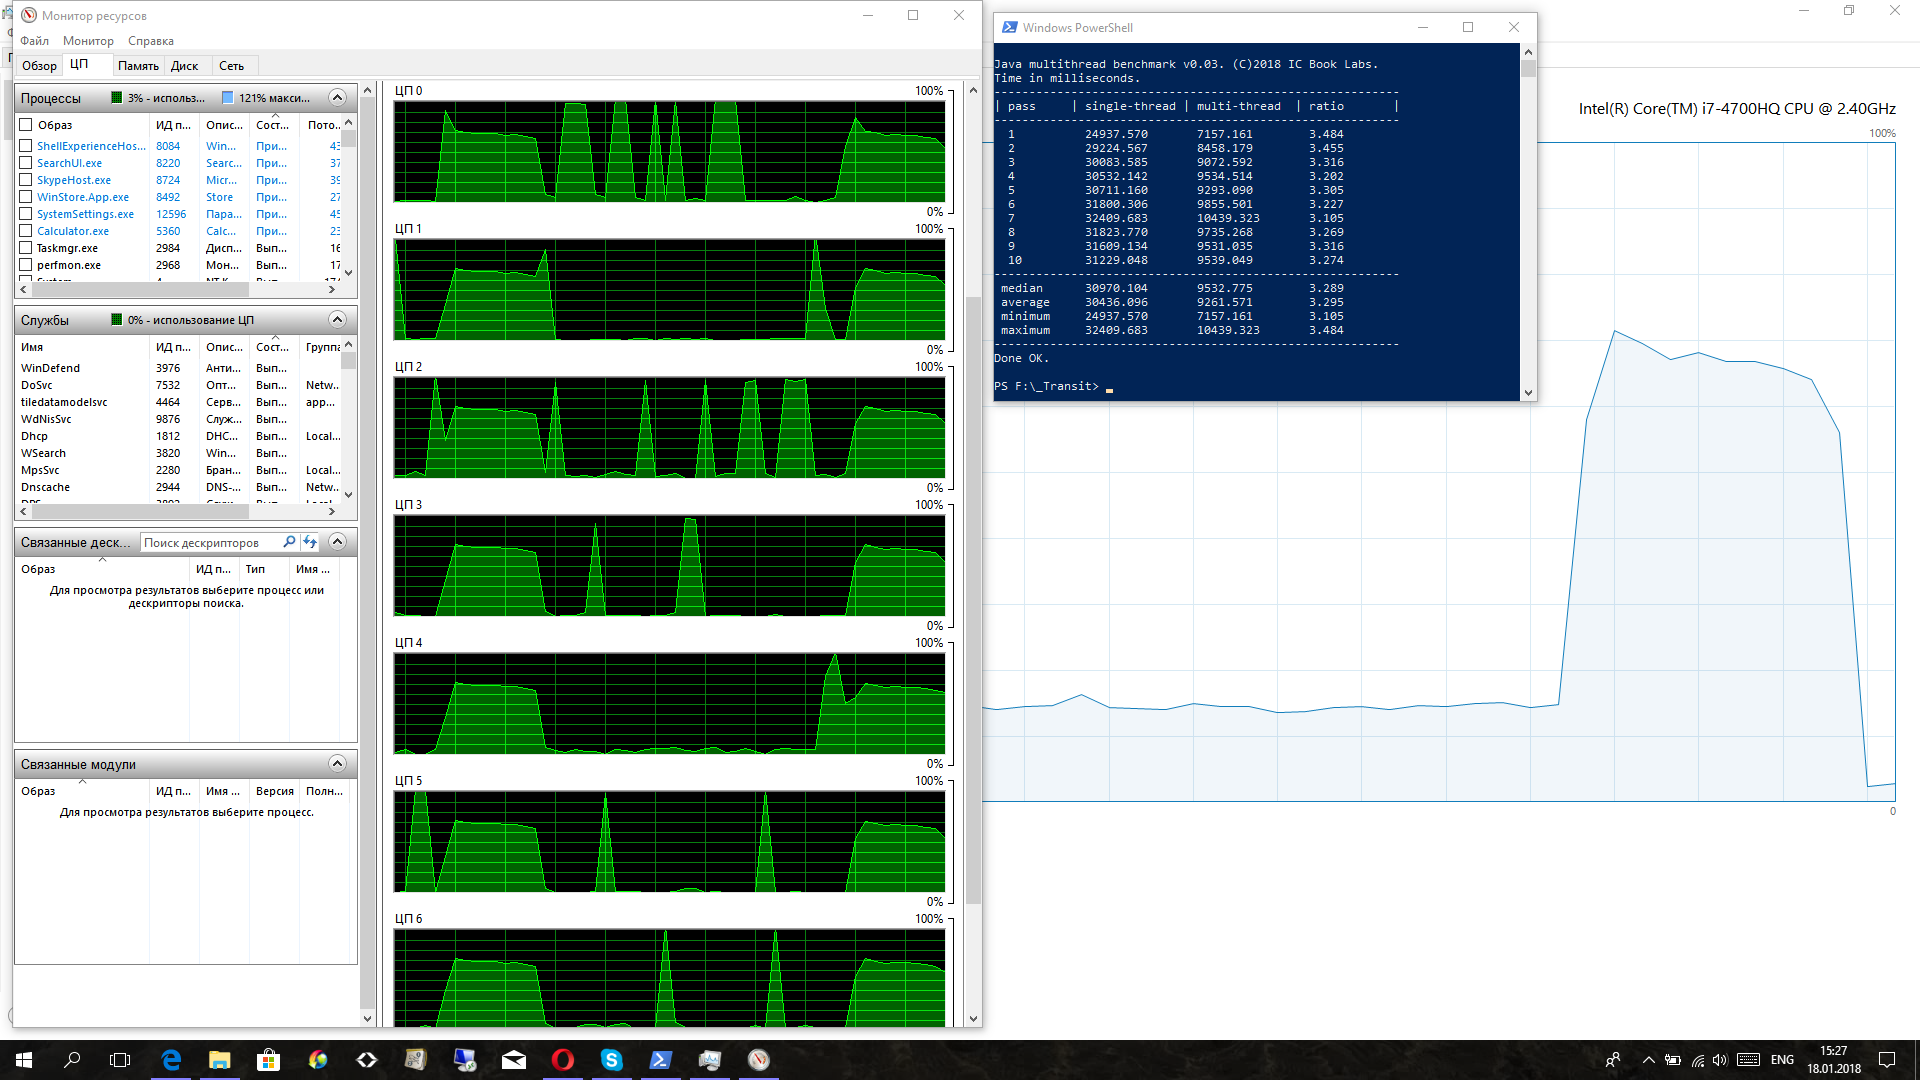 Монитор ресурсов
Файл Монитор Справка
Обзор ЦП Память Диск Сеть
Процессы 3% - использ... 121% макси...
Образ ИД п... Опис... Сост... Пото...
ShellExperienceHos... 8084 Win... При... 43
SearchUI.exe 8220 Searc... При... 37
SkypeHost.exe 8724 Micr... При... 39
WinStore.App.exe 8492 Store При... 27
SystemSettings.exe 12596 Пара... При... 45
Calculator.exe 5360 Calc... При... 23
Taskmgr.exe 2984 Дисп... Вып... 16
perfmon.exe 2968 Мон... Вып... 17
Службы 0% - использование ЦП
Имя ИД п... Опис... Сост... Группа
WinDefend 3976 Анти... Вып...
DoSvc 7532 Опт... Вып... Netw...
tiledatamodelsvc 4464 Серв... Вып... app...
WdNisSvc 9876 Служ... Вып...
Dhcp 1812 DHC... Вып... Local...
WSearch 3820 Win... Вып...
MpsSvc 2280 Бран... Вып... Local...
Dnscache 2944 DNS-... Вып... Netw...
Связанные деск... Поиск дескрипторов
Образ ИД п... Тип Имя ...
Для просмотра результатов выберите процесс или
дескрипторы поиска.
Связанные модули
Образ ИД п... Имя ... Версия Полн...
Для просмотра результатов выберите процесс.
ЦП 0 100%
0%
ЦП 1 100%
0%
ЦП 2 100%
0%
ЦП 3 100%
0%
ЦП 4 100%
0%
ЦП 5 100%
0%
ЦП 6 100%
Windows PowerShell
Java multithread benchmark v0.03. (C)2018 IC Book Labs.
Time in milliseconds.
| pass | single-thread | multi-thread | ratio |
1 24937.570 7157.161 3.484
2 29224.567 8458.179 3.455
3 30083.585 9072.592 3.316
4 30532.142 9534.514 3.202
5 30711.160 9293.090 3.305
6 31800.306 9855.501 3.227
7 32409.683 10439.323 3.105
8 31823.770 9735.268 3.269
9 31609.134 9531.035 3.316
10 31229.048 9539.049 3.274
median 30970.104 9532.775 3.289
average 30436.096 9261.571 3.295
minimum 24937.570 7157.161 3.105
maximum 32409.683 10439.323 3.484
Done OK.
PS F:\_Transit>
Intel(R) Core(TM) i7-4700HQ CPU @ 2.40GHz
100%
0
ENG
15:27
18.01.2018